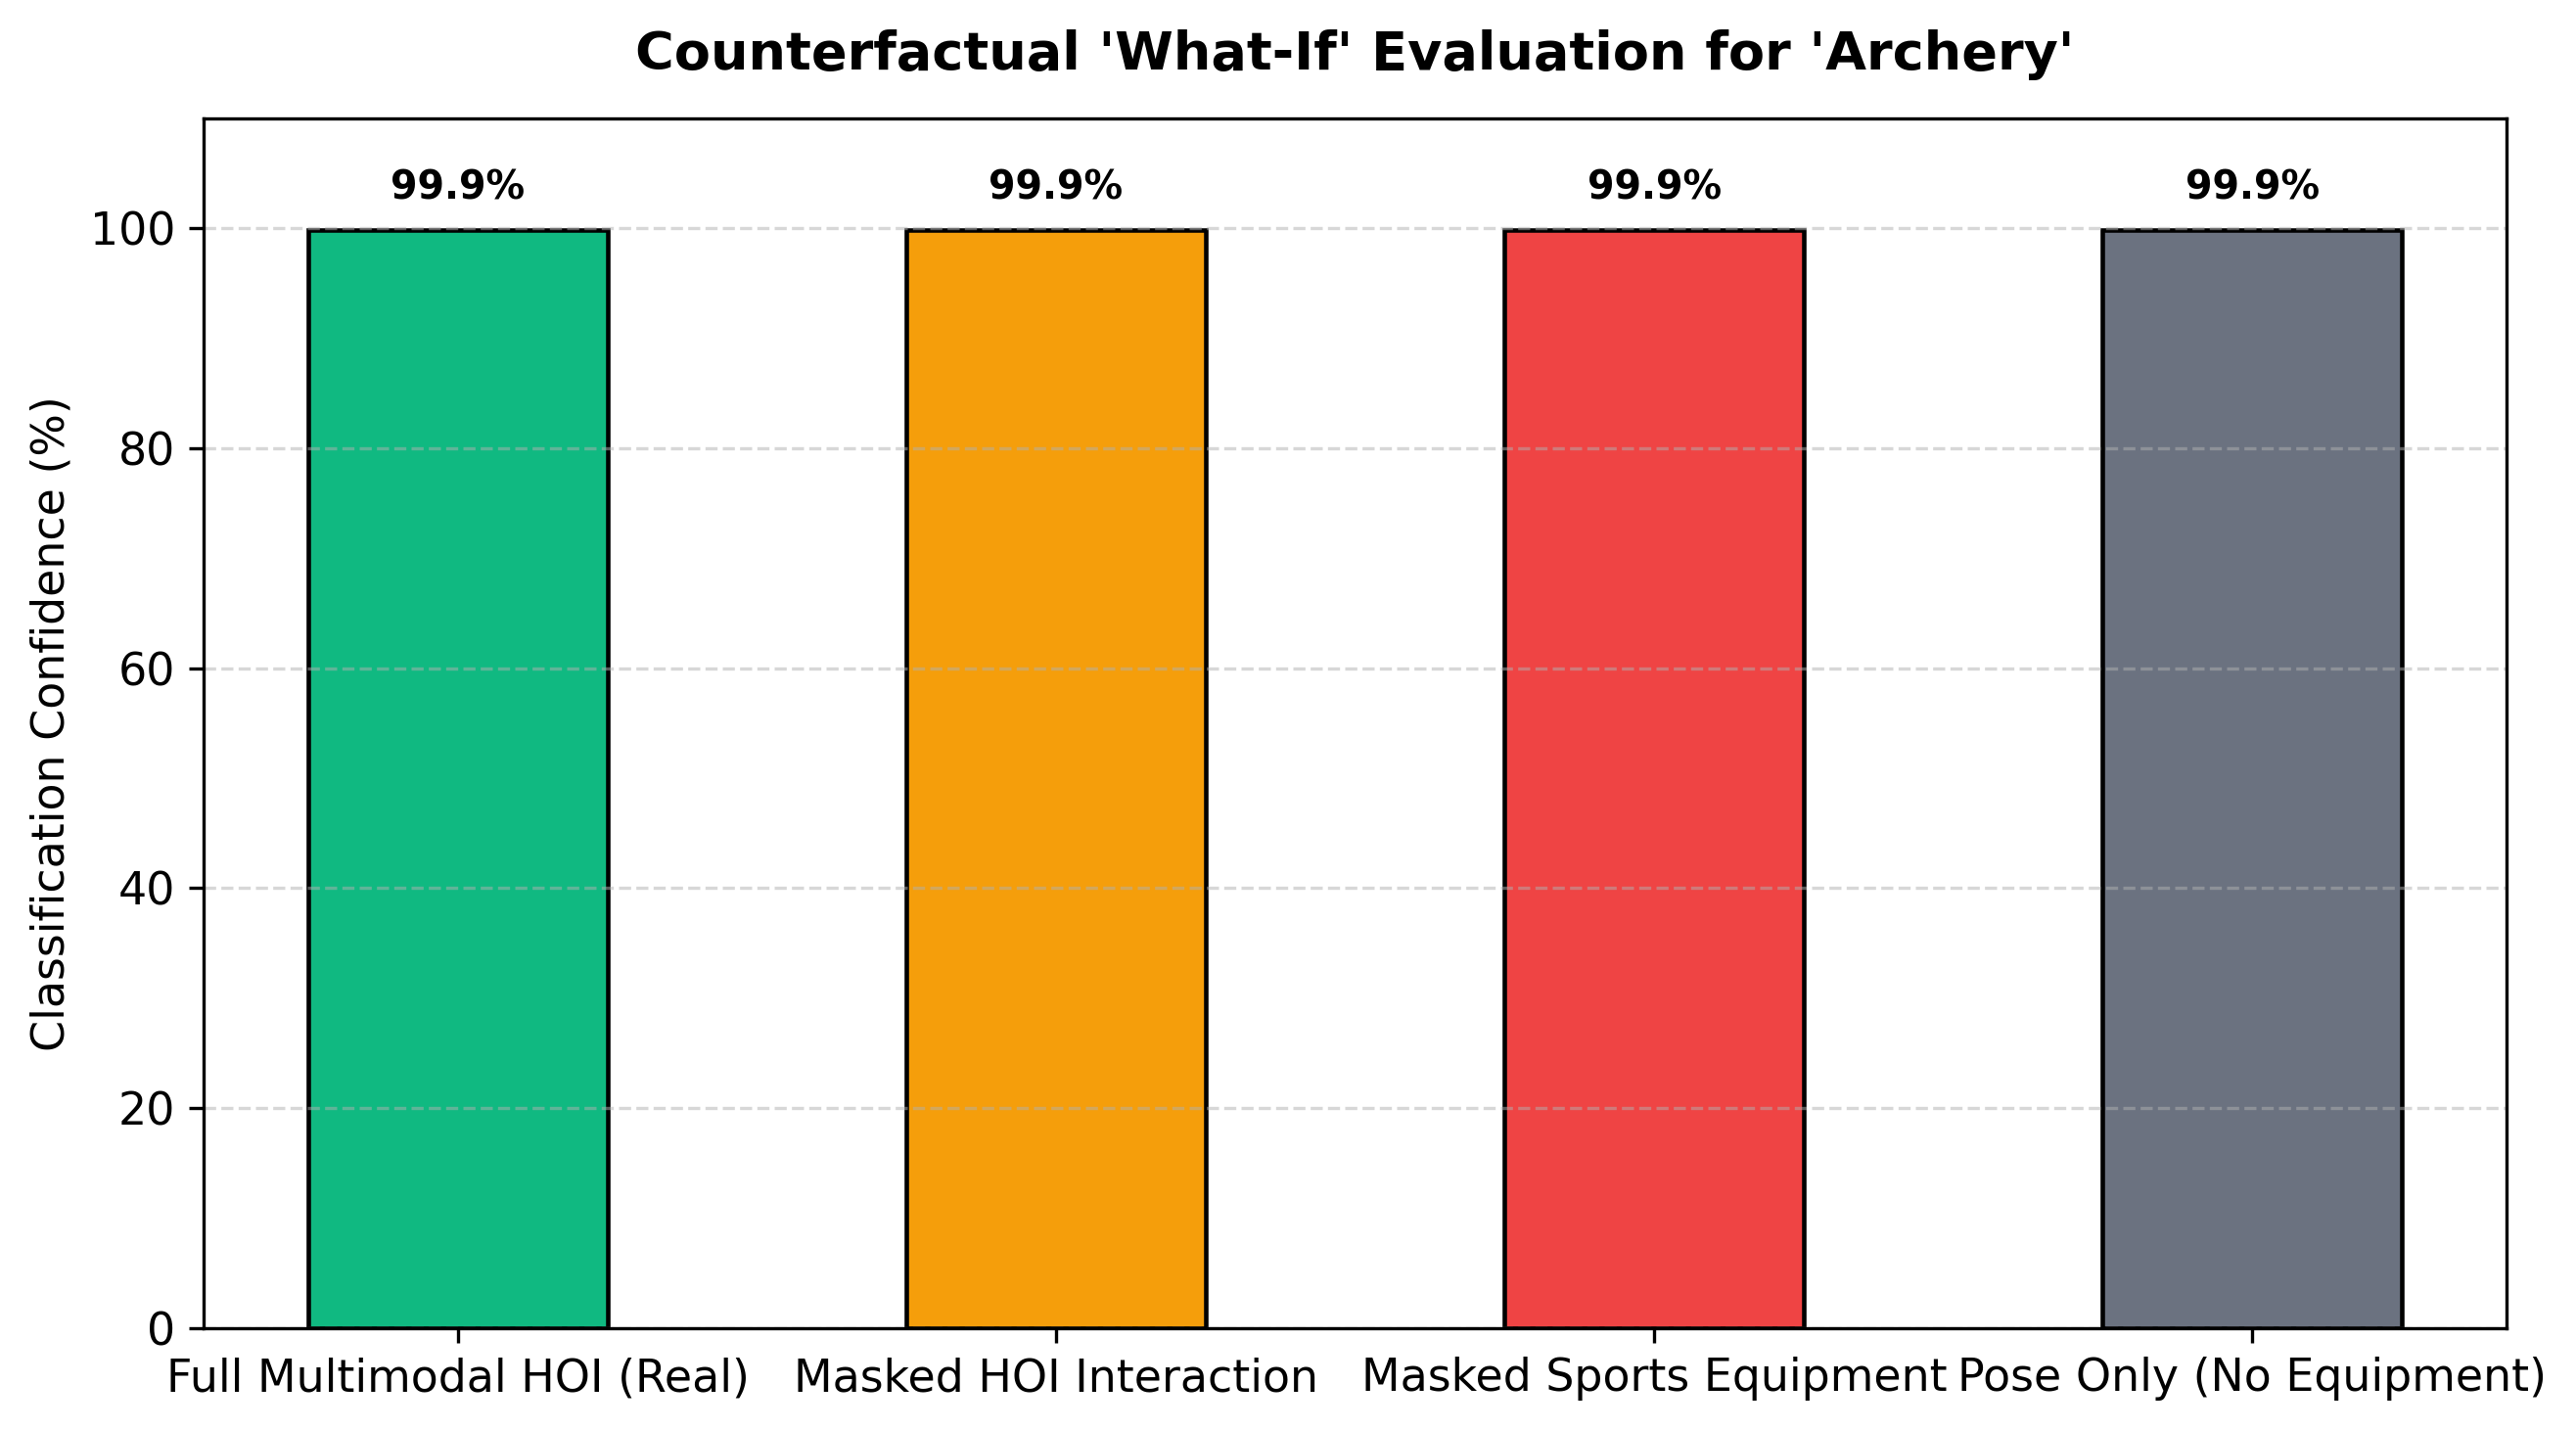 Counterfactual 'What-If' Evaluation for 'Archery'
Classification Confidence (%)
100
80
60
40
20
0
99.9%
99.9%
99.9%
99.9%
Full Multimodal HOI (Real)
Masked HOI Interaction
Masked Sports Equipment
Pose Only (No Equipment)